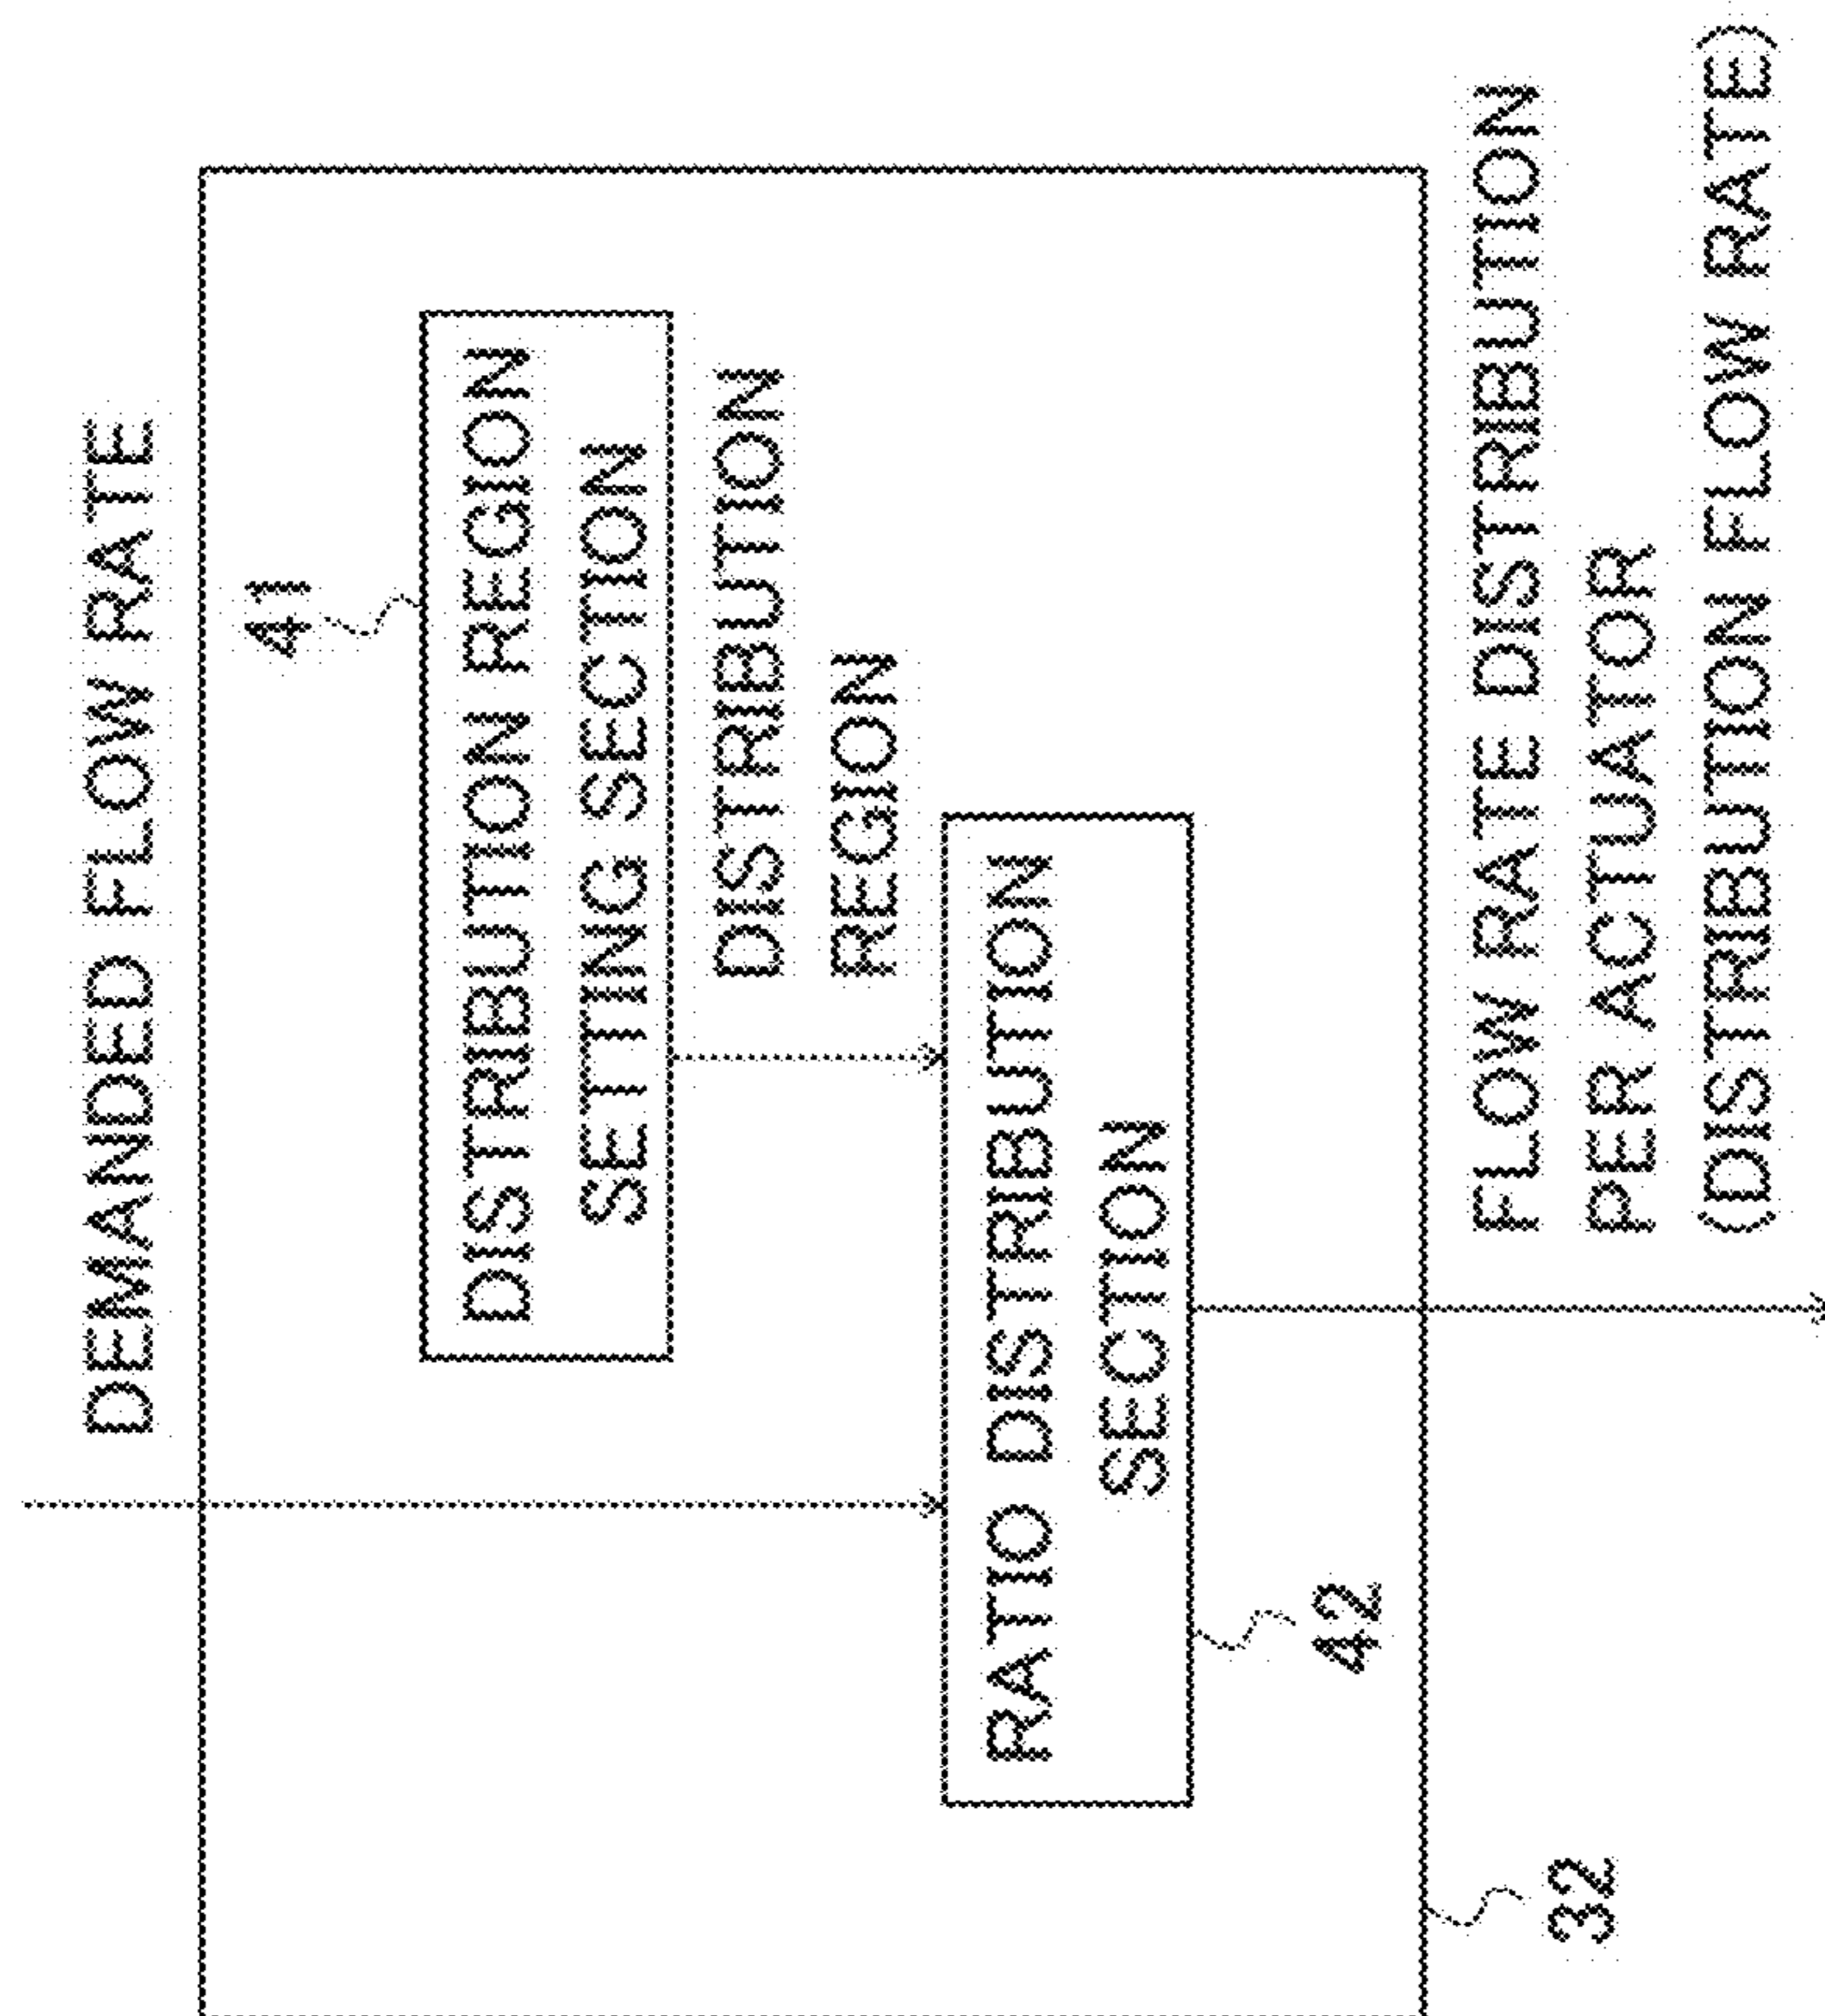 DEMANDED FLOW RATE
41
DISTRIBUTION REGION
SETTING SECTION
DISTRIBUTION
REGION
RATIO DISTRIBUTION
SECTION
42
FLOW RATE DISTRIBUTION
PER ACTUATOR
(DISTRIBUTION FLOW RATE)
32